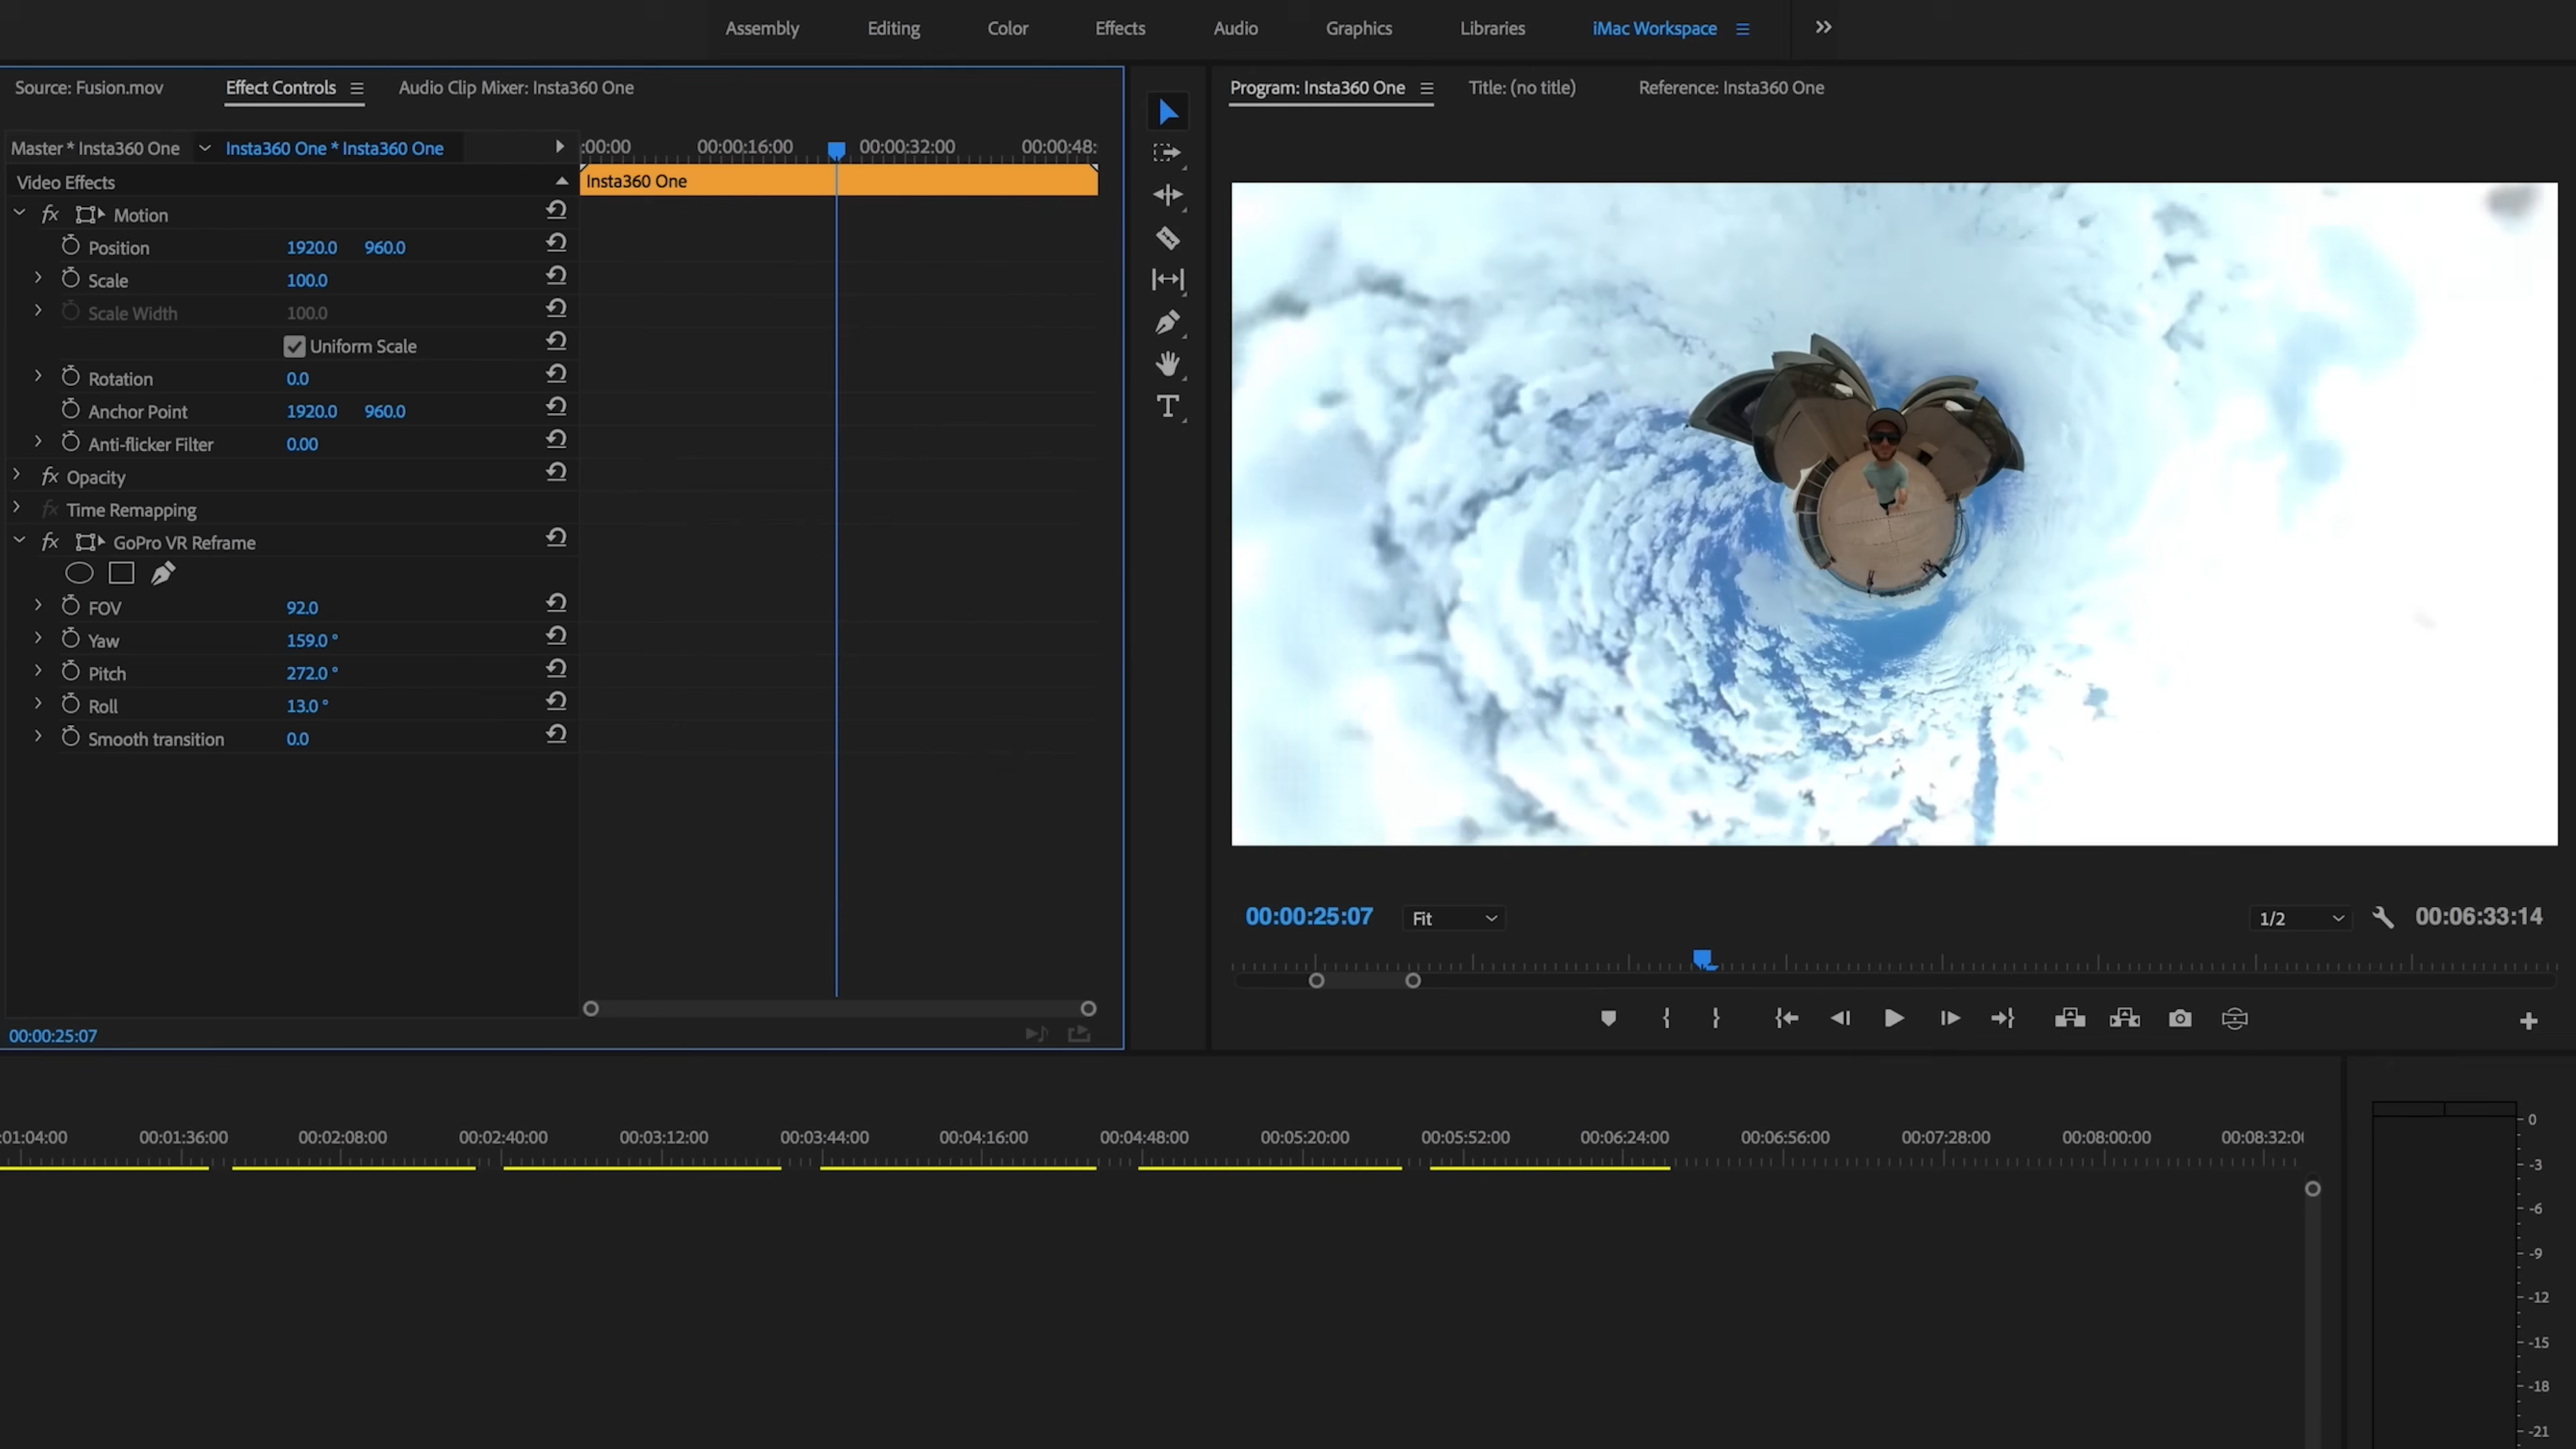 Assembly Editing Color Effects Audio Graphics Libraries iMac Workspace
Source: Fusion.mov Effect Controls Audio Clip Mixer: Insta360 One
Master * Insta360 One Insta360 One * Insta360 One
:00:00 00:00:16:00 00:00:32:00 00:00:48:
Video Effects
Insta360 One
fx Motion
Position 1920.0 960.0
Scale 100.0
Scale Width 100.0
Uniform Scale
Rotation 0.0
Anchor Point 1920.0 960.0
Anti-flicker Filter 0.00
fx Opacity
fx Time Remapping
fx GoPro VR Reframe
FOV 92.0
Yaw 159.0 °
Pitch 272.0 °
Roll 13.0 °
Smooth transition 0.0
00:00:25:07
T
Program: Insta360 One Title: (no title) Reference: Insta360 One
00:00:25:07 Fit 1/2 00:06:33:14
:01:04:00 00:01:36:00 00:02:08:00 00:02:40:00 00:03:12:00 00:03:44:00 00:04:16:00 00:04:48:00 00:05:20:00 00:05:52:00 00:06:24:00 00:06:56:00 00:07:28:00 00:08:00:00 00:08:32:0
0
-3
-6
-9
-12
-15
-18
-21